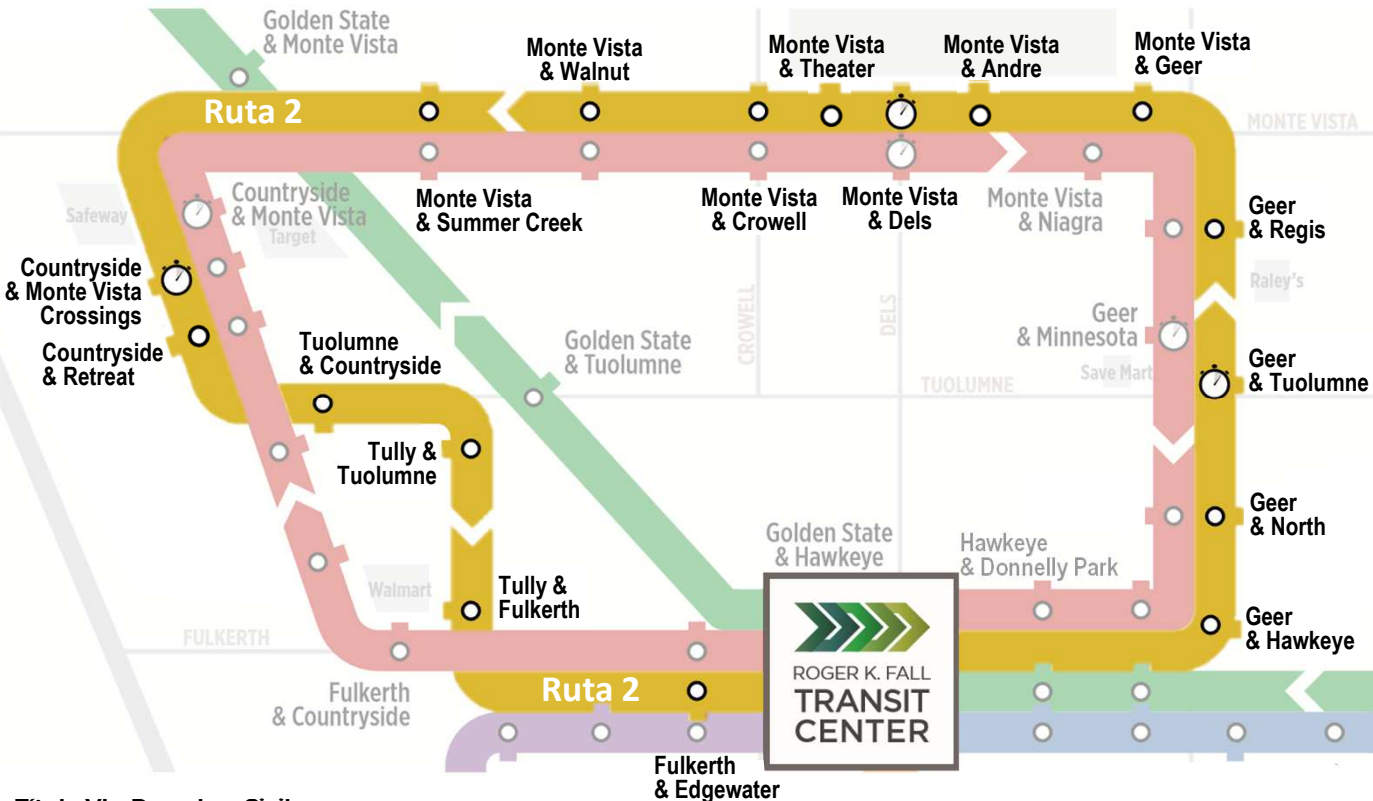 Golden State
& Monte Vista
Monte Vista
& Walnut
Monte Vista
& Theater
Monte Vista
& Andre
Monte Vista
& Geer
Ruta 2
MONTE VISTA
Safeway
Countryside
& Monte Vista
Target
Monte Vista
& Summer Creek
Monte Vista
& Crowell
Monte Vista
& Dels
Monte Vista
& Niagra
Geer
& Regis
Countryside
& Monte Vista
Crossings
Raley's
CROWELL
DELS
Geer
& Minnesota
Countryside
& Retreat
Tuolumne
& Countryside
Golden State
& Tuolumne
TUOLUMNE
Save Mart
Geer
& Tuolumne
Tully &
Tuolumne
Geer
& North
Golden State
& Hawkeye
Hawkeye
& Donnelly Park
Walmart
Tully &
Fulkerth
FULKERTH
Geer
& Hawkeye
ROGER K. FALL
TRANSIT
CENTER
Fulkerth
& Countryside
Ruta 2
Fulkerth
& Edgewater